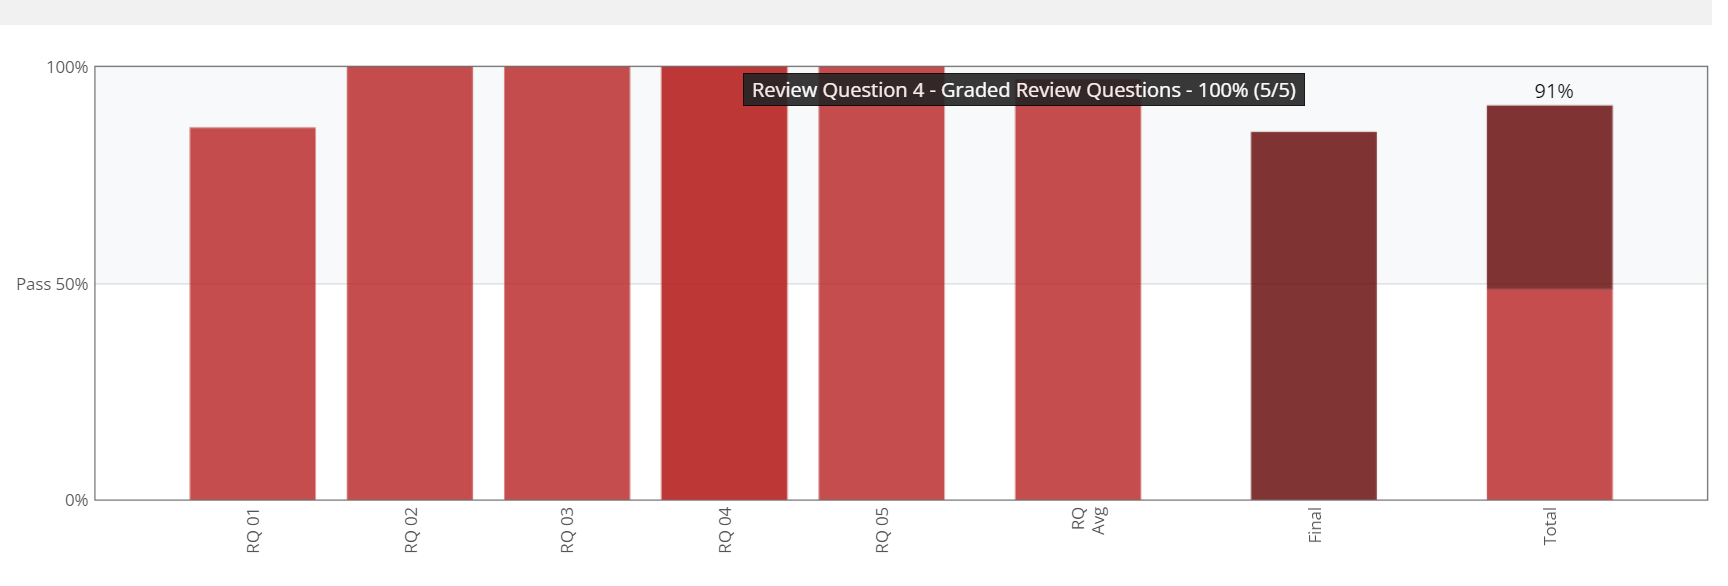 100%
Review Question 4 - Graded Review Questions - 100% (5/5)
91%
Pass 50%
0%
RQ 01
RQ 02
RQ 03
RQ 04
RQ 05
RQ
Avg
Final
Total